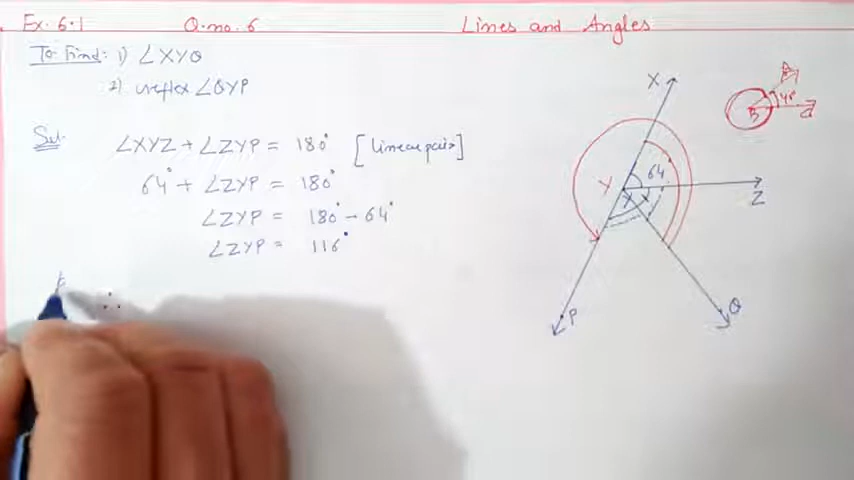 Ex. 6.1 Q.no. 6 Lines and Angles
To Find: 1) ∠XYQ
2) reflex ∠QYP
Sol.
∠XYZ + ∠ZYP = 180° [linear pair]
64° + ∠ZYP = 180°
∠ZYP = 180° - 64°
∠ZYP = 116°
∴
X
64°
Y
Z
P
Q
A
B